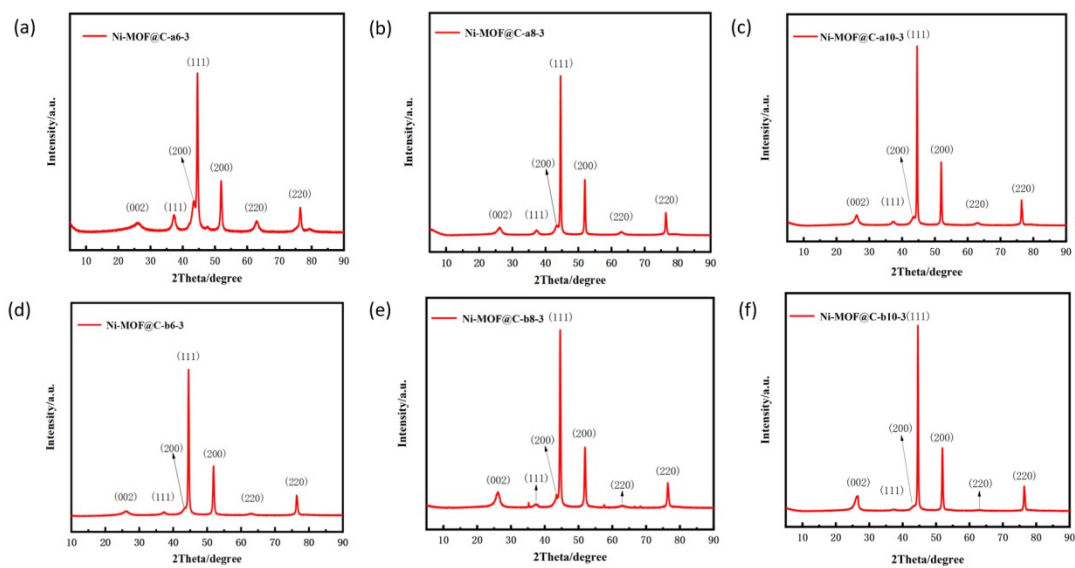 (a)
Ni-MOF@C-a6-3
(111)
(200)
(200)
(002)
(111)
(220)
(220)
Intensity/a.u.
10 20 30 40 50 60 70 80 90
2Theta/degree
(b)
Ni-MOF@C-a8-3
(111)
(200)
(200)
(002)
(111)
(220)
(220)
Intensity/a.u.
10 20 30 40 50 60 70 80 90
2Theta/degree
(c)
Ni-MOF@C-a10-3
(111)
(200)
(200)
(002)
(111)
(220)
(220)
Intensity/a.u.
10 20 30 40 50 60 70 80 90
2Theta/degree
(d)
Ni-MOF@C-b6-3
(111)
(200)
(200)
(002)
(111)
(220)
(220)
Intensity/a.u.
10 20 30 40 50 60 70 80 90
2Theta/degree
(e)
Ni-MOF@C-b8-3
(111)
(200)
(200)
(002)
(111)
(220)
(220)
Intensity/a.u.
10 20 30 40 50 60 70 80 90
2Theta/degree
(f)
Ni-MOF@C-b10-3
(111)
(200)
(200)
(002)
(111)
(220)
(220)
Intensity/a.u.
10 20 30 40 50 60 70 80 90
2Theta/degree